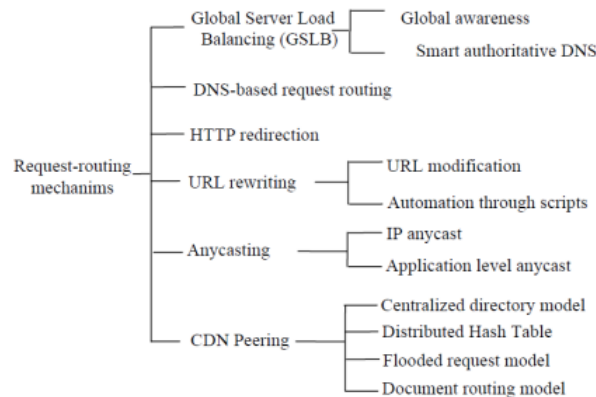 Global Server Load
Balancing (GSLB)
Global awareness
Smart authoritative DNS
DNS-based request routing
HTTP redirection
Request-routing
mechanims
URL rewriting
URL modification
Automation through scripts
Anycasting
IP anycast
Application level anycast
CDN Peering
Centralized directory model
Distributed Hash Table
Flooded request model
Document routing model